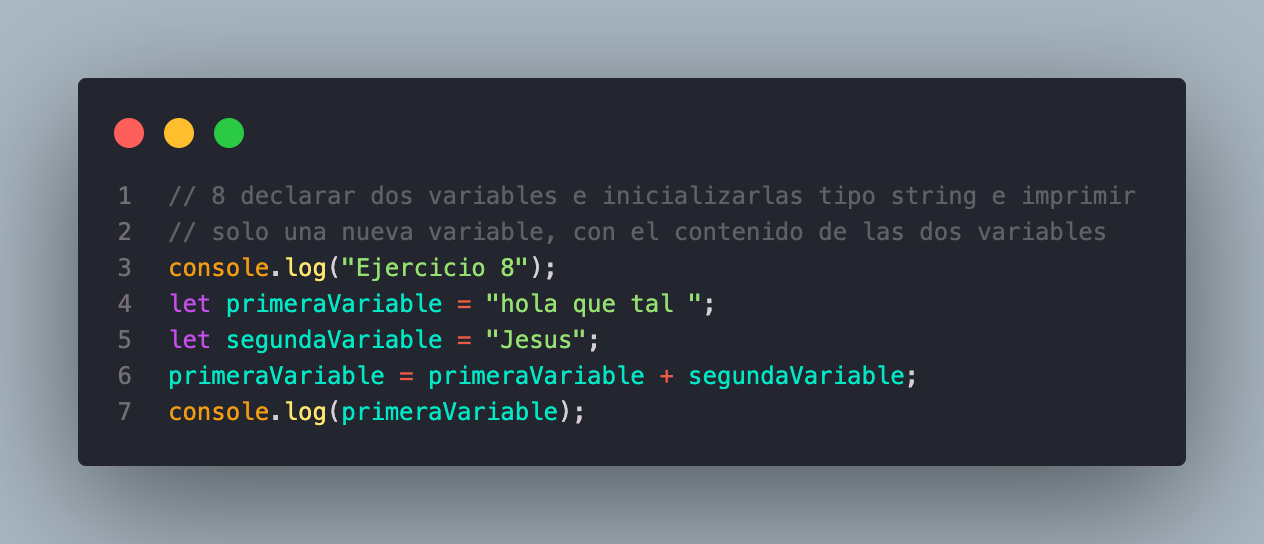 1 // 8 declarar dos variables e inicializarlas tipo string e imprimir
2 // solo una nueva variable, con el contenido de las dos variables
3 console.log("Ejercicio 8");
4 let primeraVariable = "hola que tal ";
5 let segundaVariable = "Jesus";
6 primeraVariable = primeraVariable + segundaVariable;
7 console.log(primeraVariable);